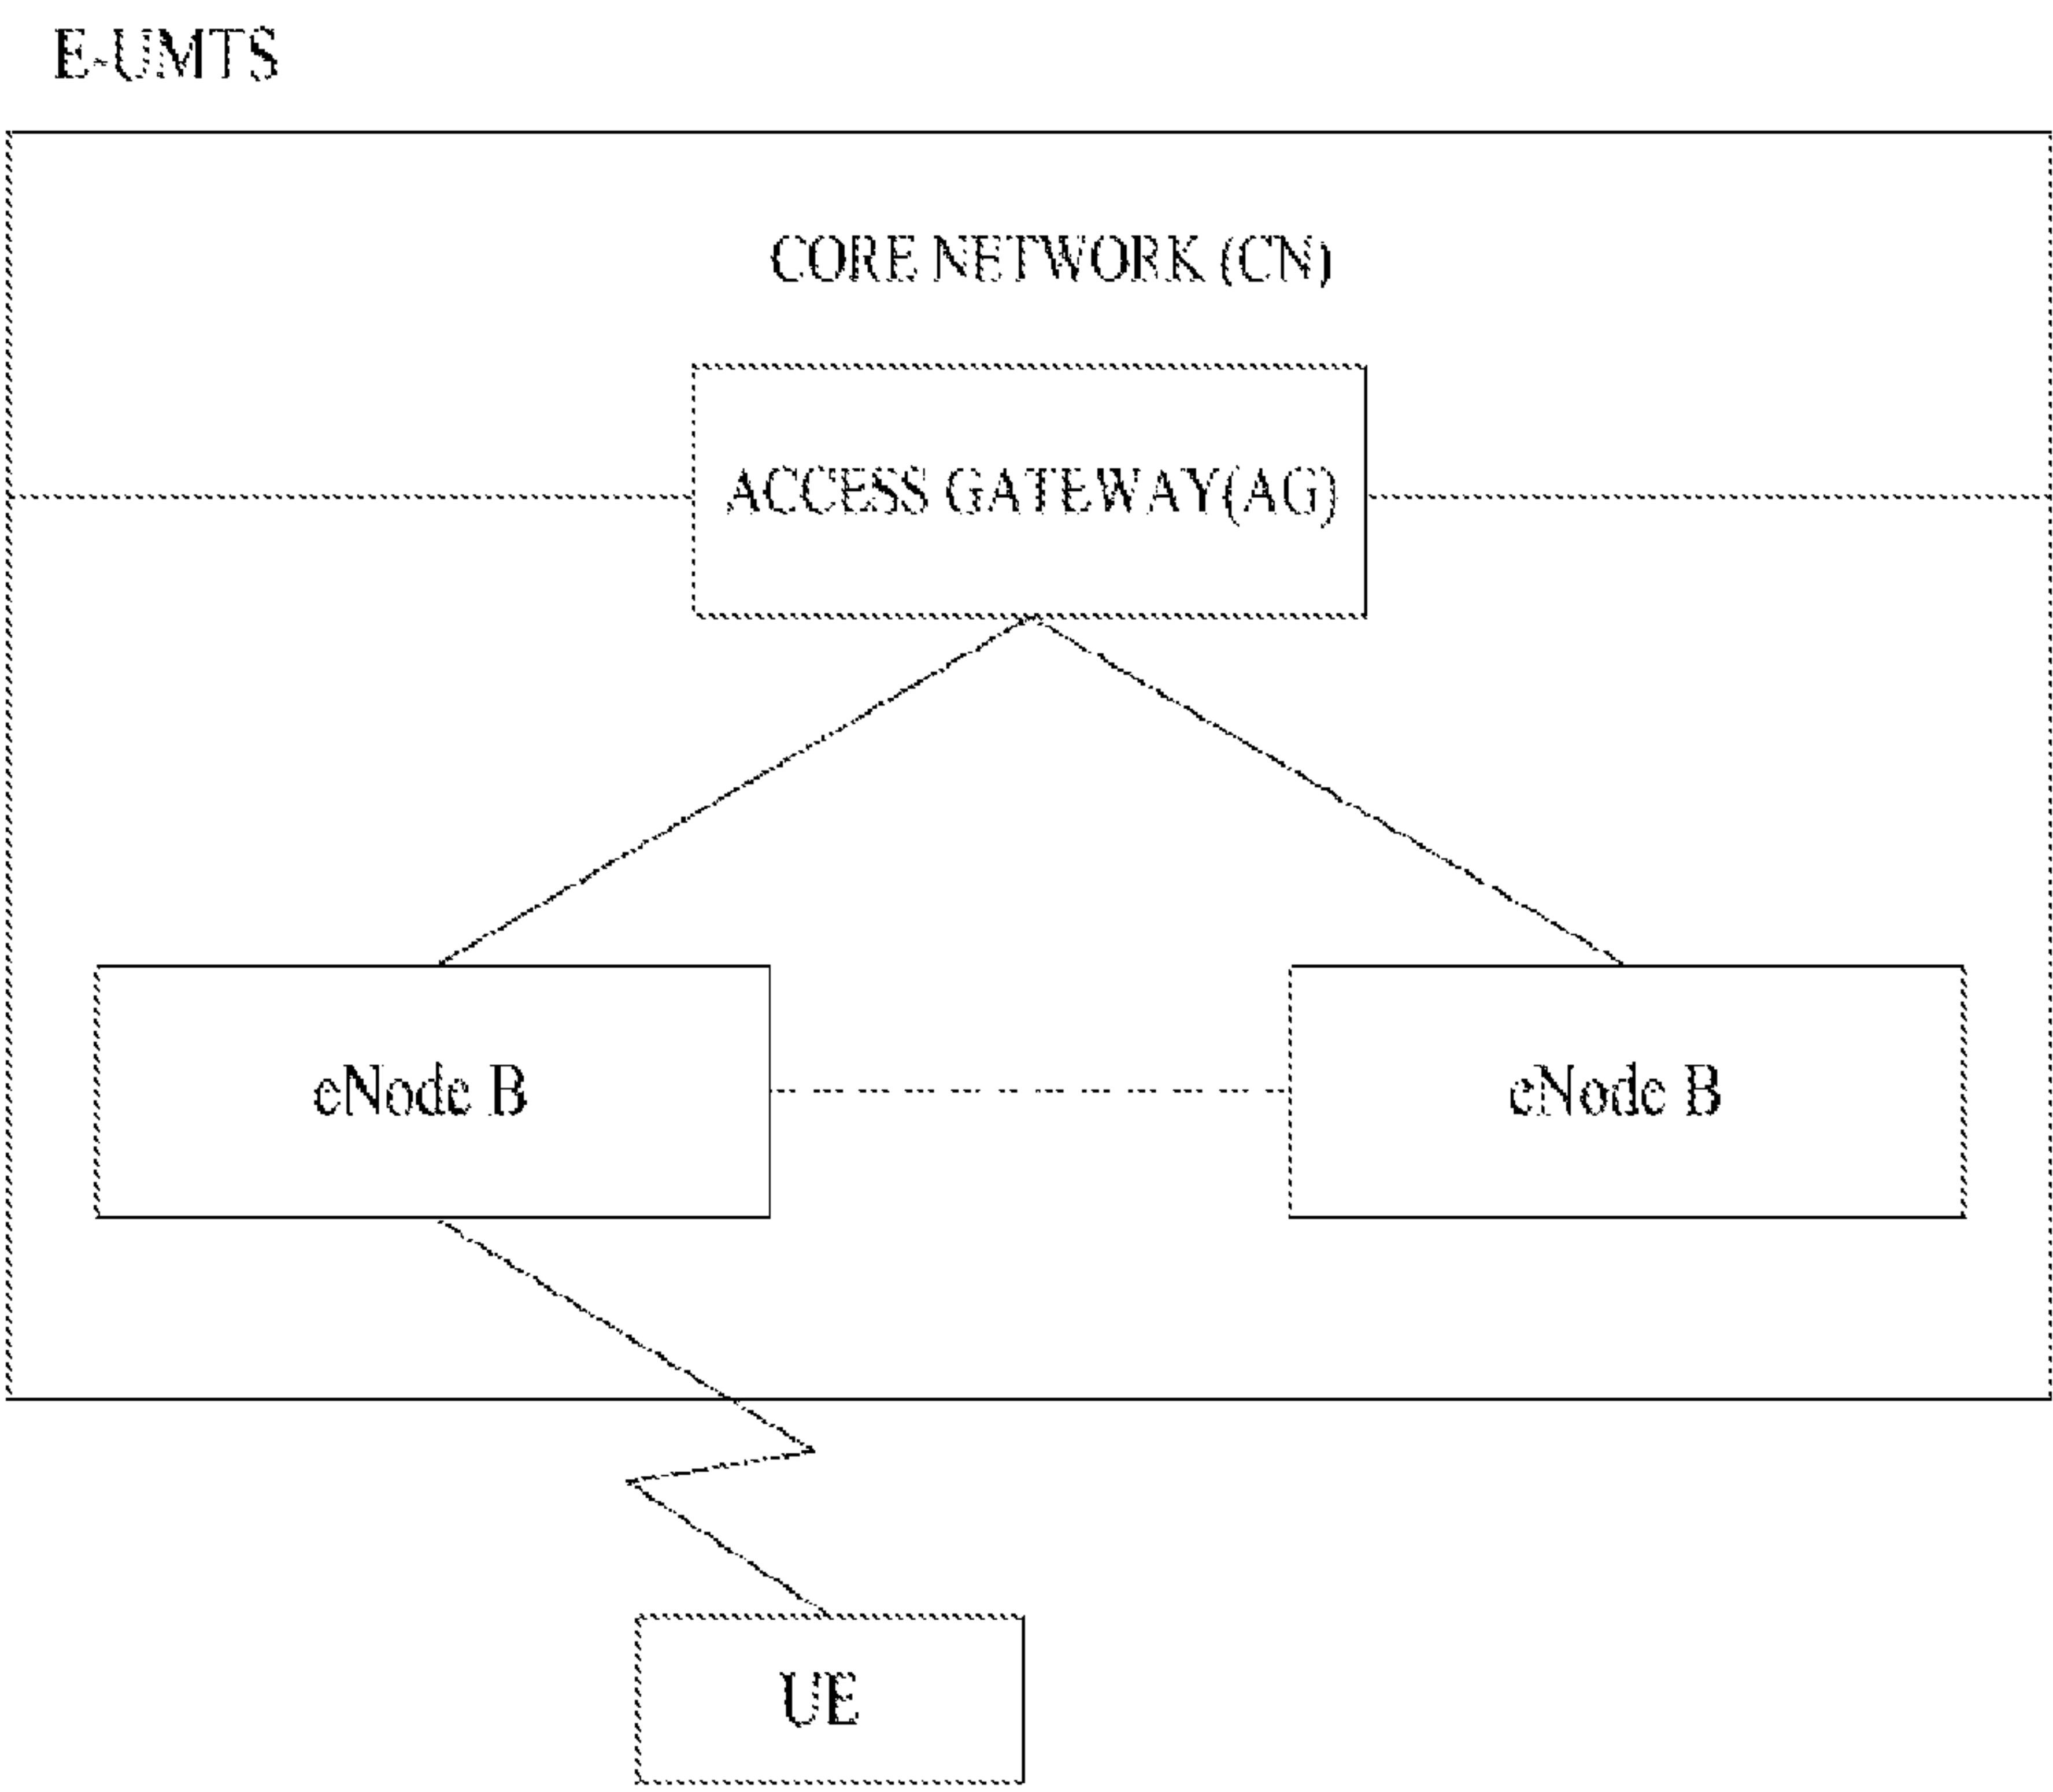 E-UMTS
CORE NETWORK (CN)
ACCESS GATEWAY(AG)
eNode B
eNode B
UE